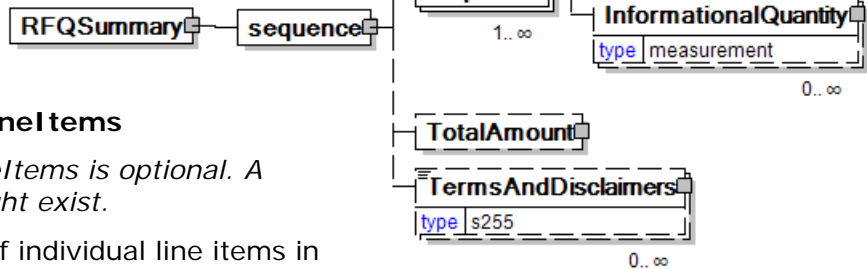 RFQSummary
sequence
1.. ∞
InformationalQuantity
type measurement
0.. ∞
TotalAmount
TermsAndDisclaimers
type s255
0.. ∞
neItems
Items is optional. A
ht exist.
f individual line items in